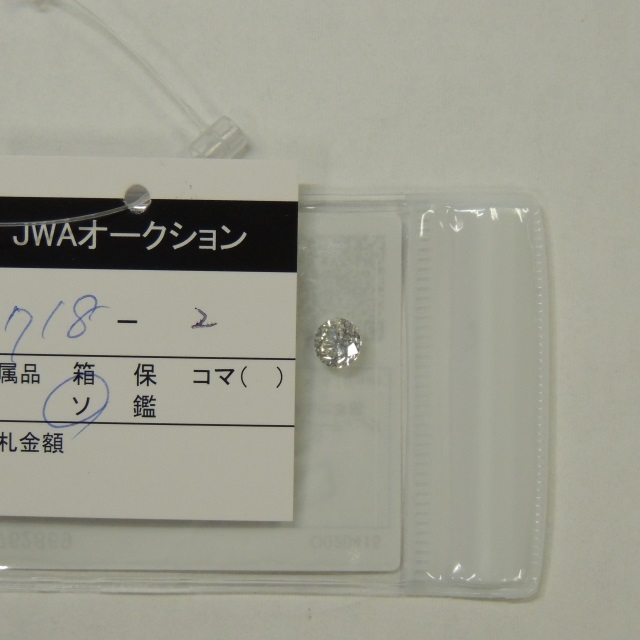 JWAオークション
718 - 2
属品 箱 保 コマ( )
ソ 鑑
札金額